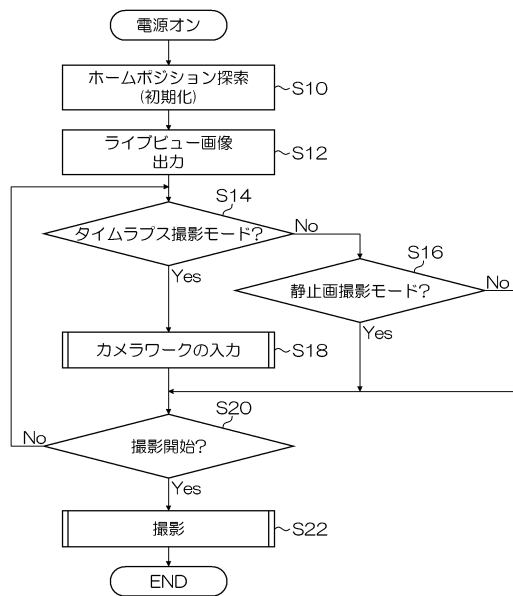 電源オン
ホームポジション探索
(初期化)
S10
ライブビュー画像
出力
S12
S14
タイムラプス撮影モード?
No
Yes
S16
静止画撮影モード?
No
Yes
カメラワークの入力
S18
S20
撮影開始?
No
Yes
撮影
S22
END